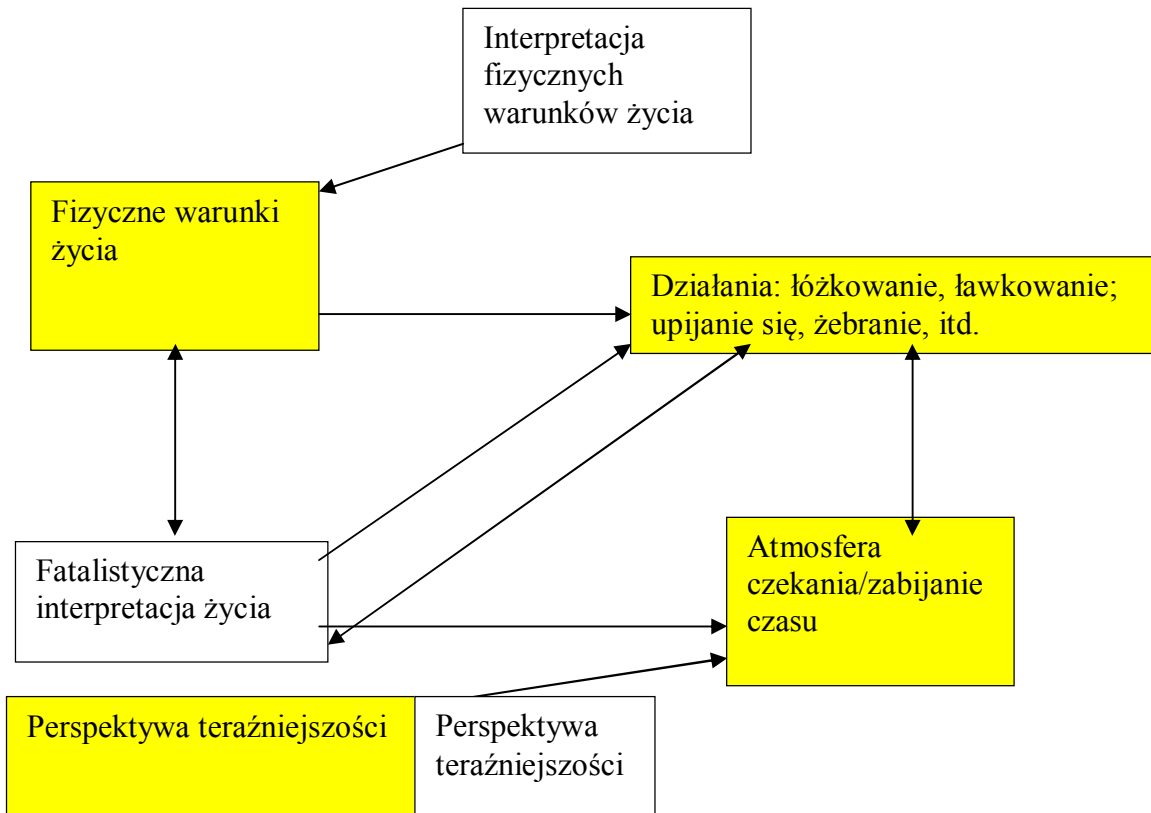 Interpretacja
fizycznych
warunków życia
Fizyczne warunki
życia
Działania: łóżkowanie, ławkowanie;
upijanie się, żebranie, itd.
Fatalistyczna
interpretacja życia
Atmosfera
czekania/zabijanie
czasu
Perspektywa teraźniejszości
Perspektywa
teraźniejszości